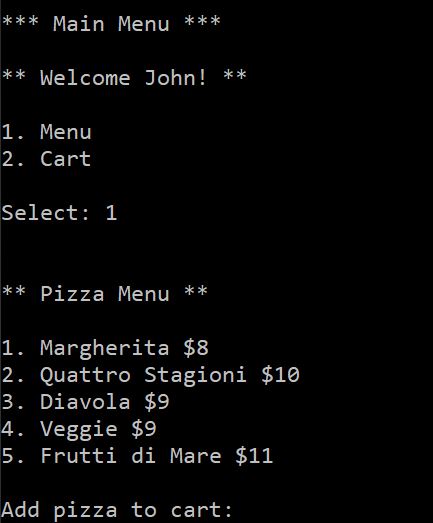 *** Main Menu ***
** Welcome John! **
1. Menu
2. Cart
Select: 1
** Pizza Menu **
1. Margherita $8
2. Quattro Stagioni $10
3. Diavola $9
4. Veggie $9
5. Frutti di Mare $11
Add pizza to cart: